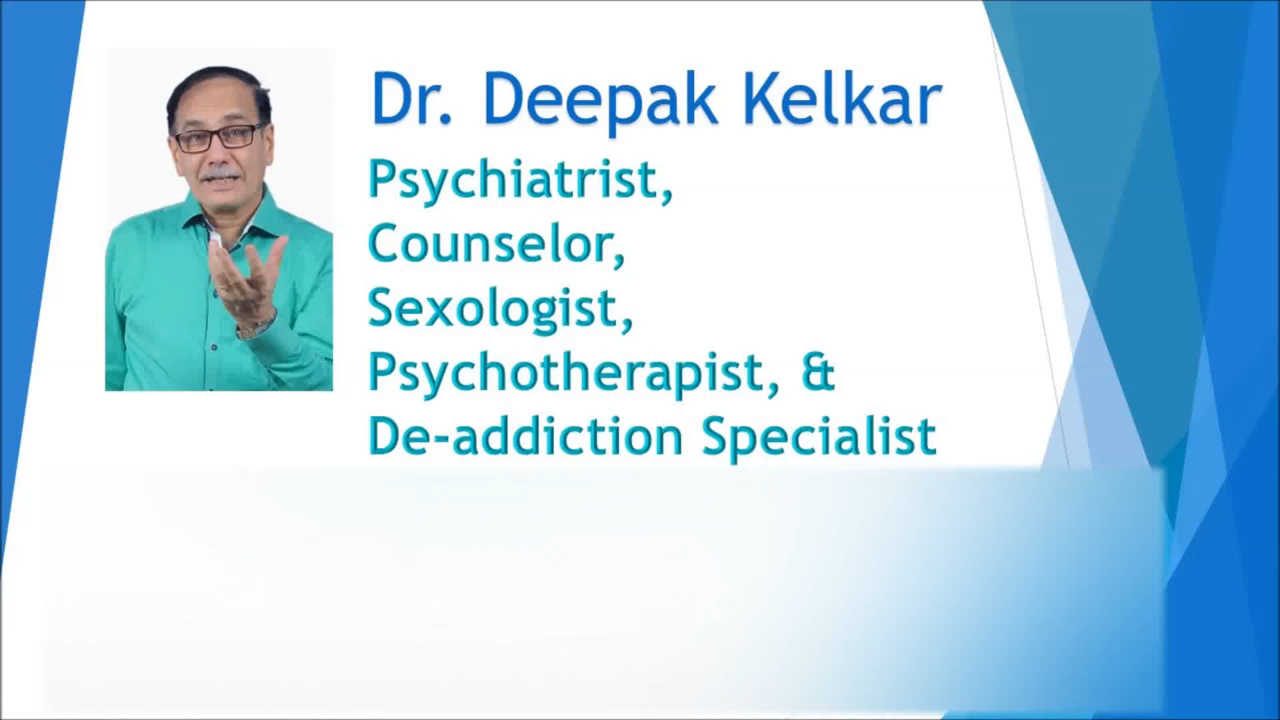 Dr. Deepak Kelkar
Psychiatrist,
Counselor,
Sexologist,
Psychotherapist, &
De-addiction Specialist